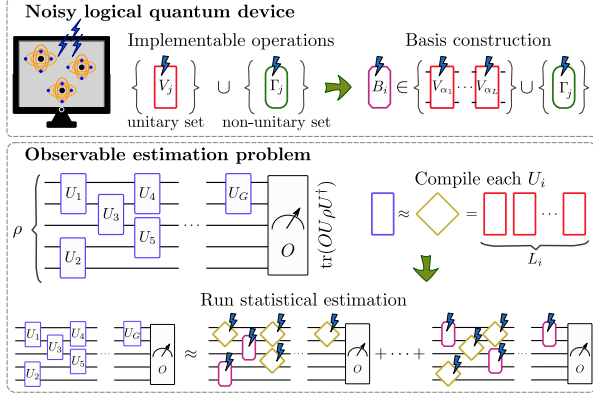 Noisy logical quantum device
Implementable operations
Basis construction
{ V_j } ∪ { Γ_j }
B_i ∈ { V_{α_1} ··· V_{α_L} } ∪ { Γ_j }
unitary set
non-unitary set
Observable estimation problem
ρ
U_1
U_2
U_3
U_4
U_5
···
U_G
O
tr(OUρU†)
Compile each U_i
≈ = ···
L_i
Run statistical estimation
U_1
U_2
U_3
U_4
U_5
···
U_G
O
≈
···
O
+ ··· +
···
O